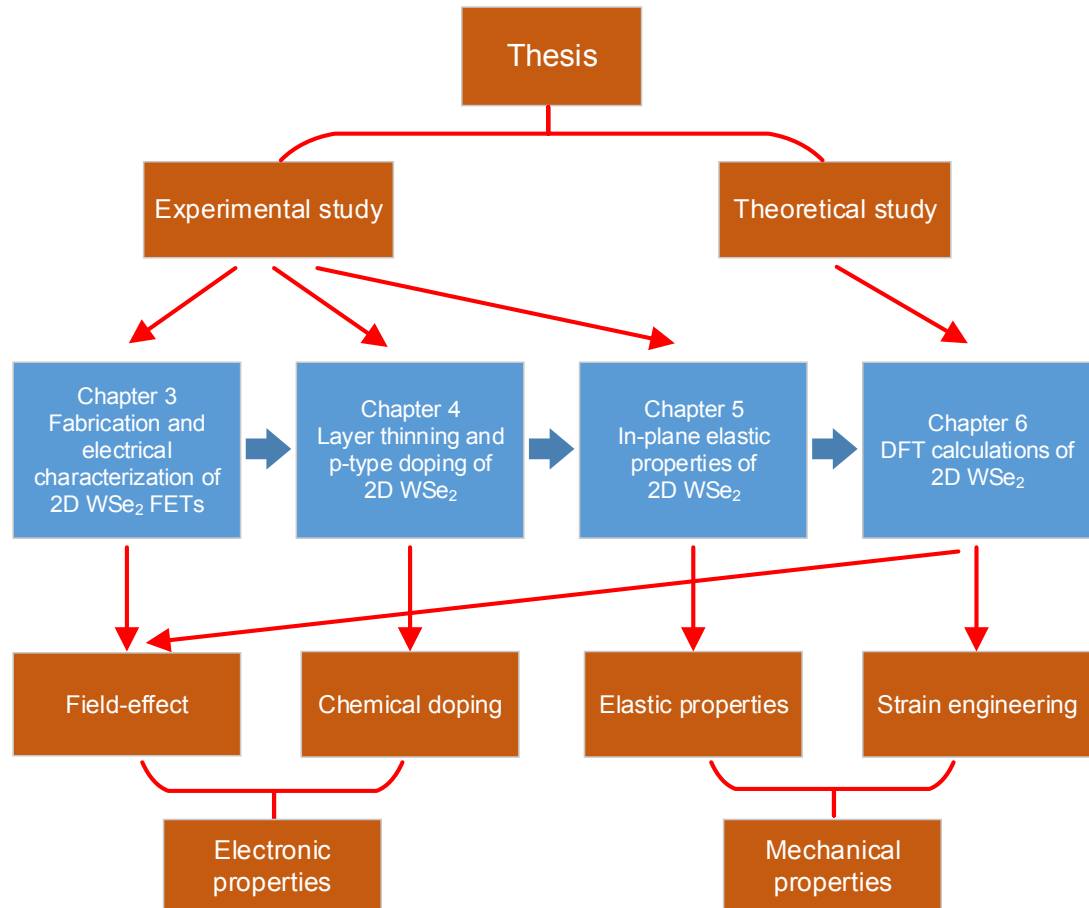 Thesis
Experimental study
Theoretical study
Chapter 3
Fabrication and
electrical
characterization of
2D WSe₂ FETs
Chapter 4
Layer thinning and
p-type doping of
2D WSe₂
Chapter 5
In-plane elastic
properties of
2D WSe₂
Chapter 6
DFT calculations of
2D WSe₂
Field-effect
Chemical doping
Elastic properties
Strain engineering
Electronic
properties
Mechanical
properties